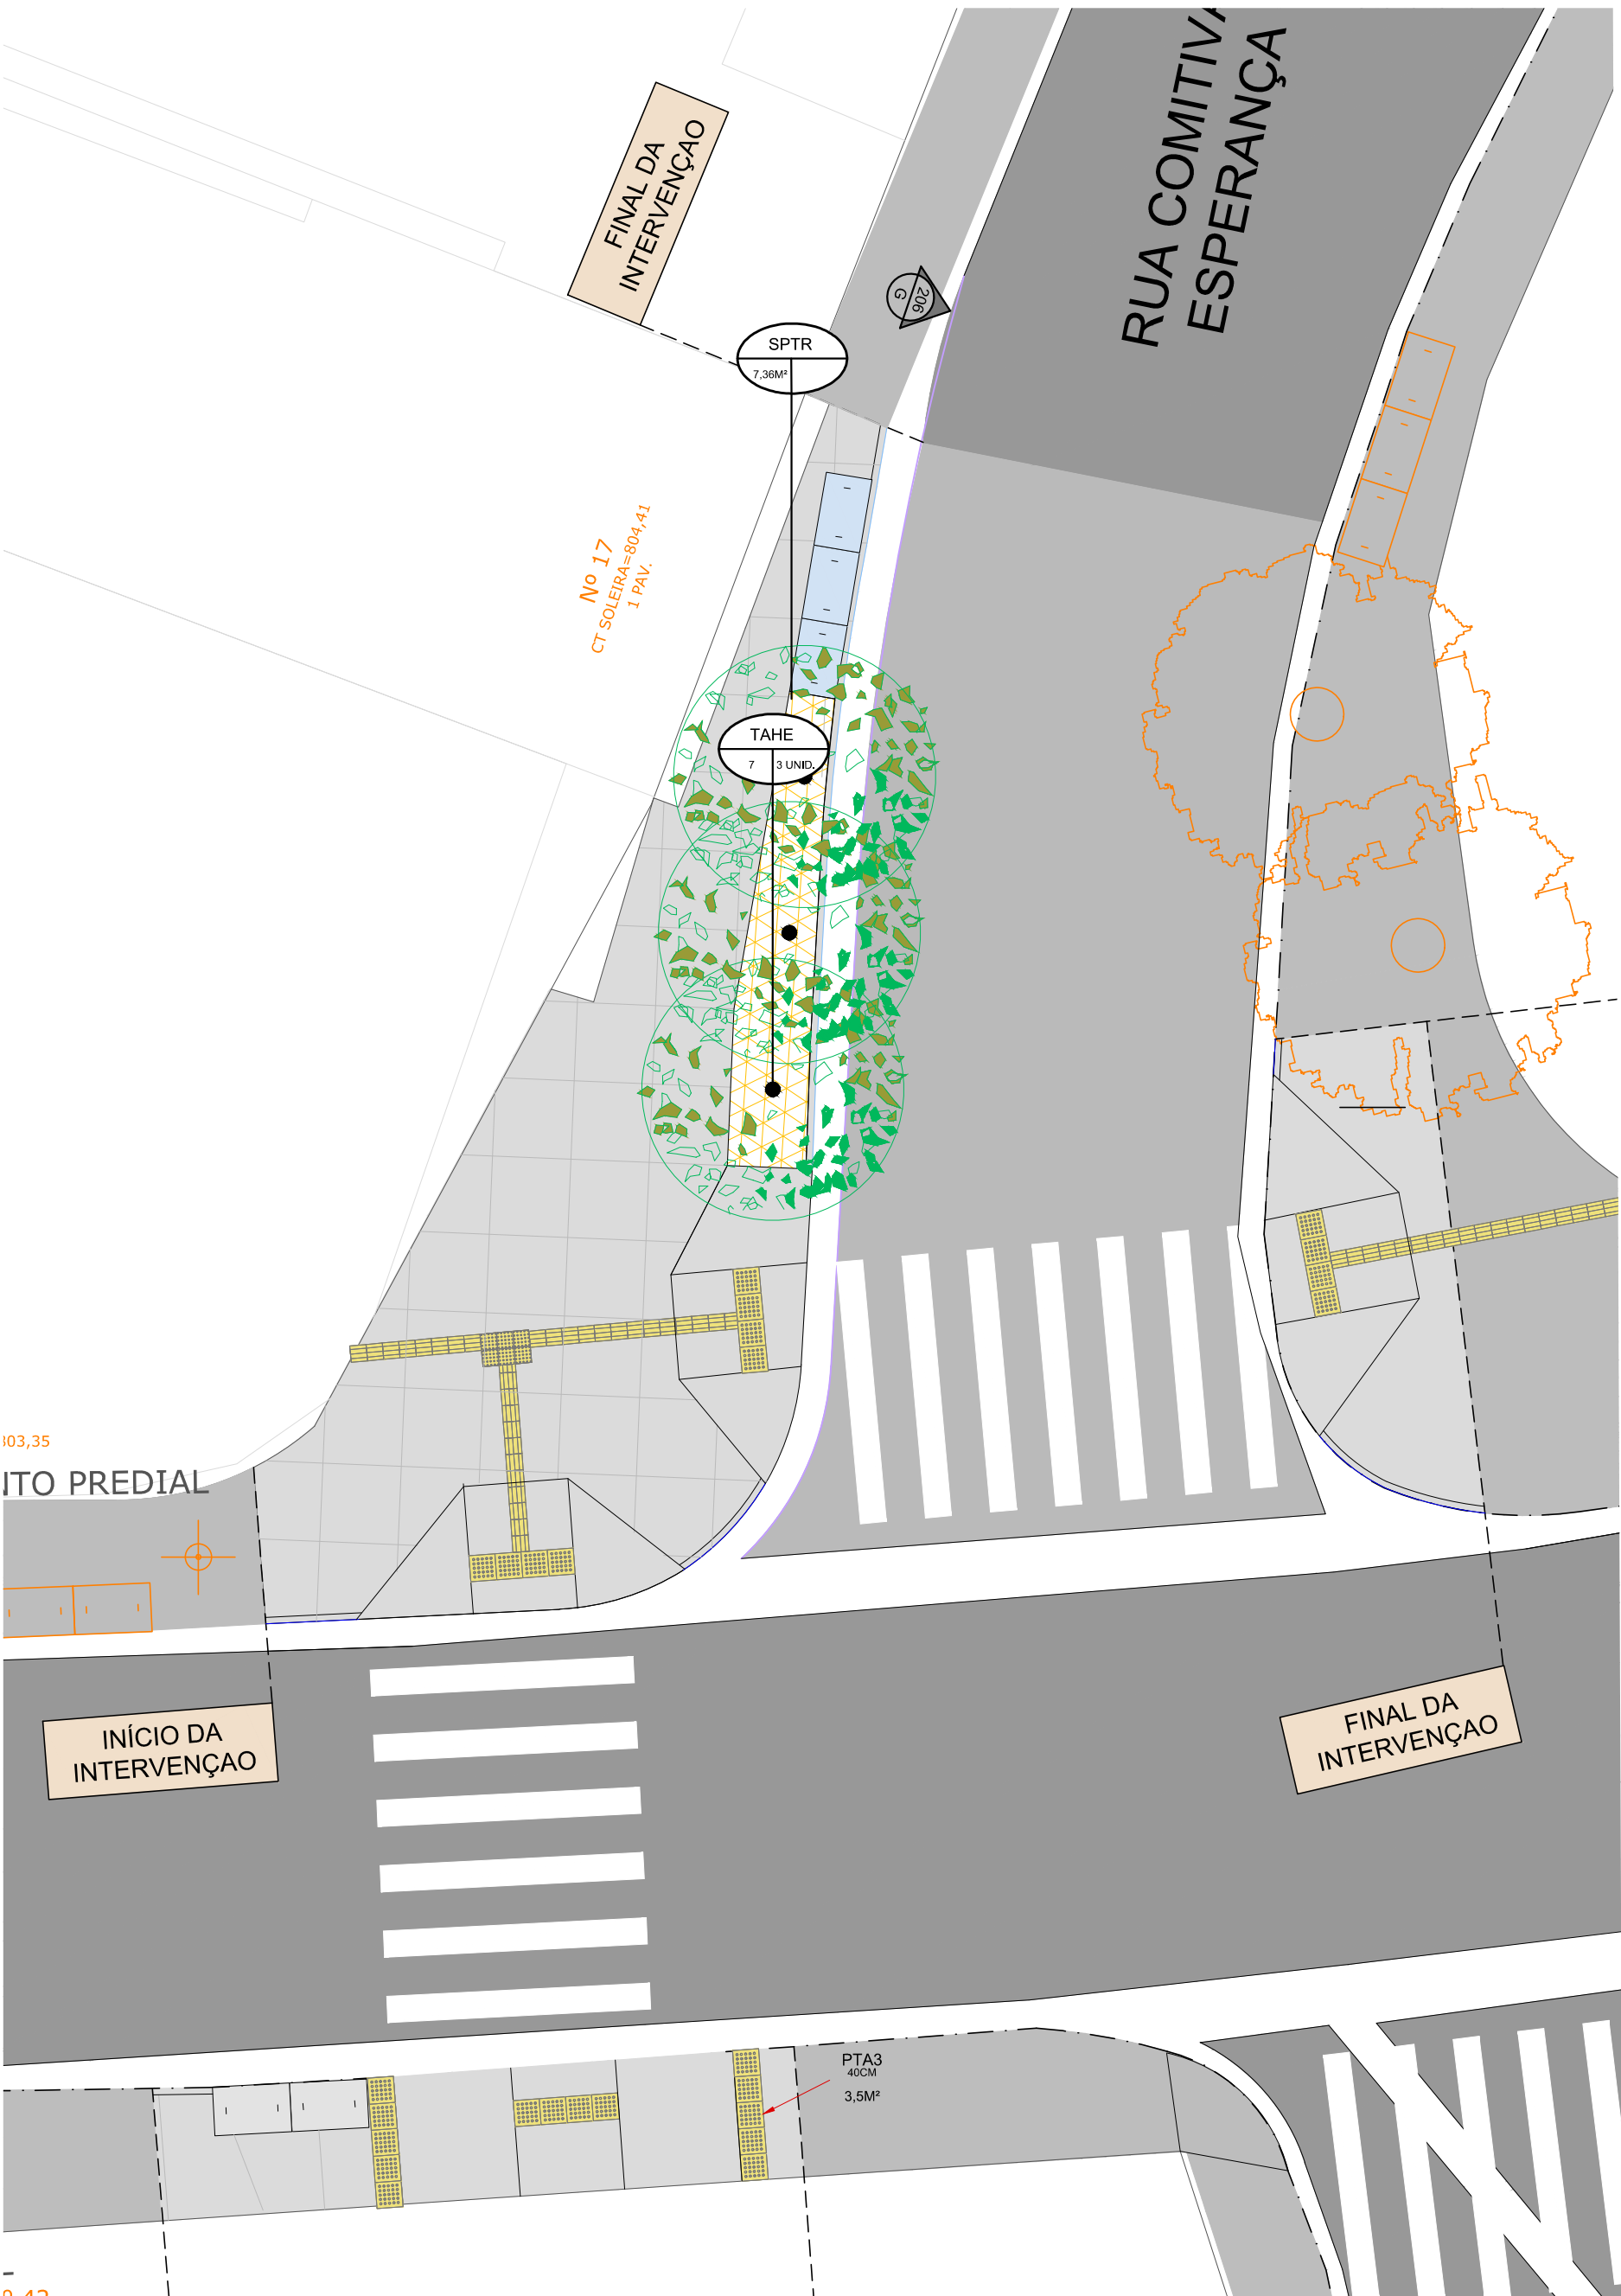 RUA COMITIVA
ESPERANÇA
FINAL DA
INTERVENÇAO
206
G
SPTR
7,36M²
Nº 17
CT SOLEIRA=804,41
1 PAV.
TAHE
7 3 UNID.
303,35
NTO PREDIAL
INÍCIO DA
INTERVENÇAO
FINAL DA
INTERVENÇAO
PTA3
40CM
3,5M²